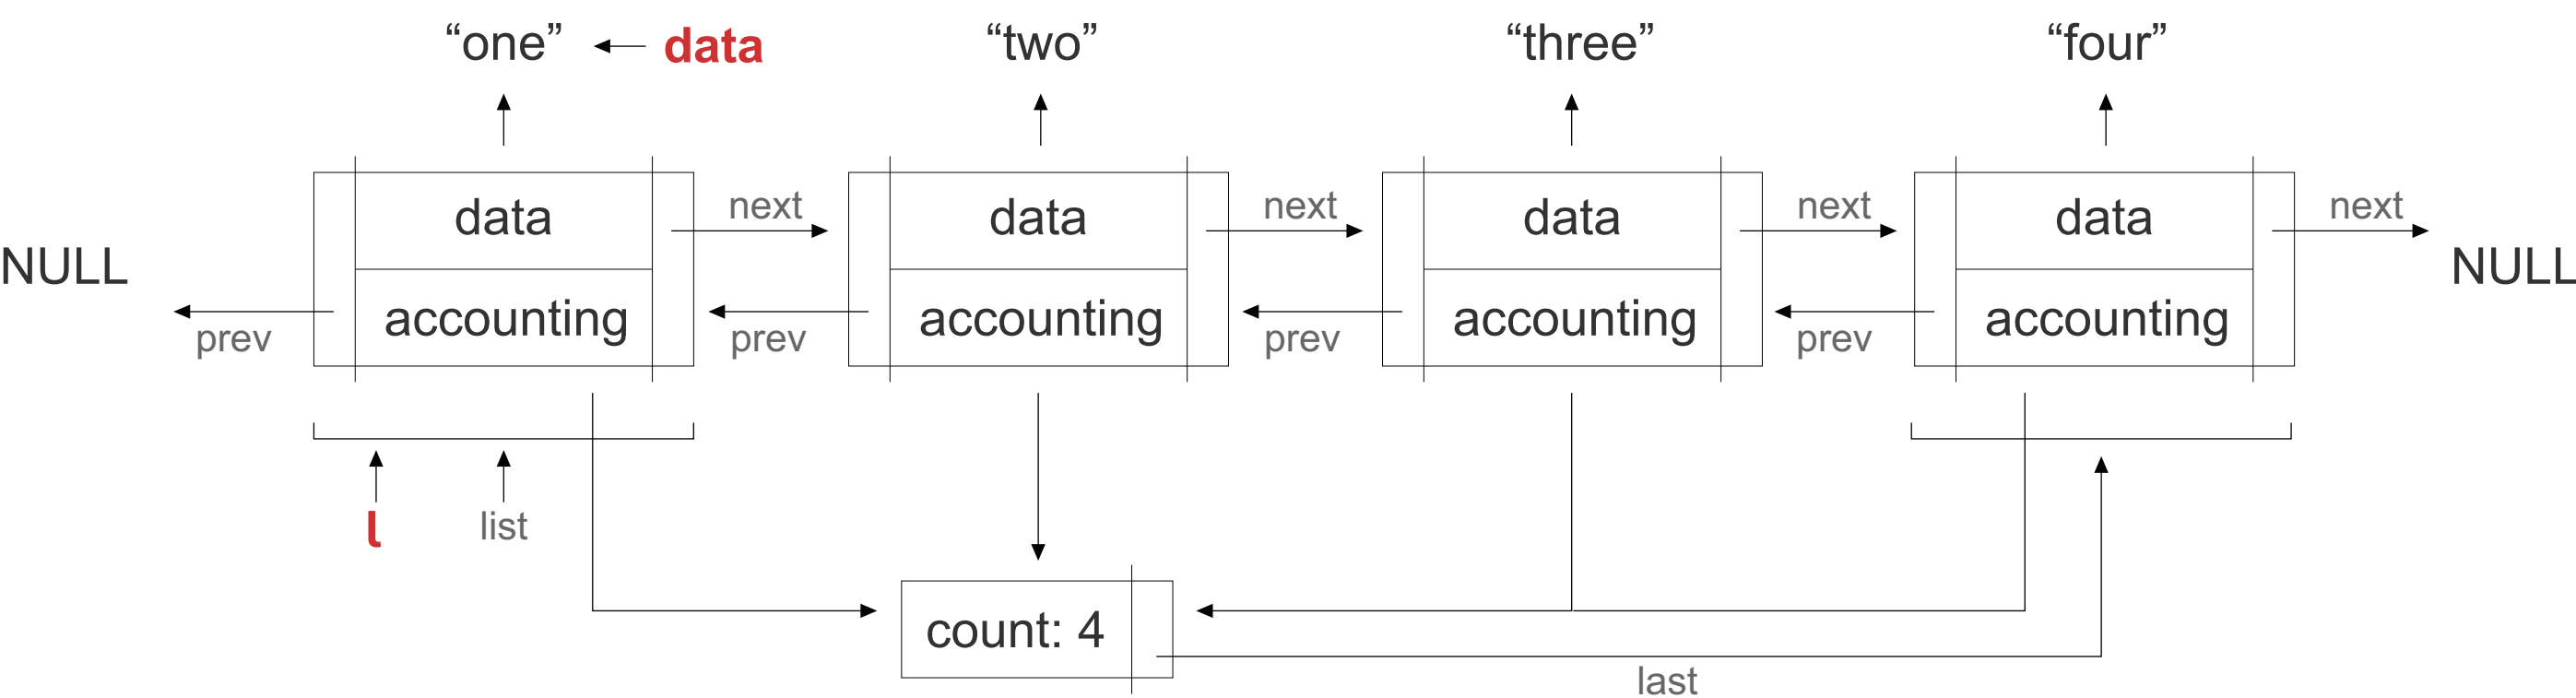 “one” data “two” “three” “four”
data next data next data next data next
NULL NULL
accounting accounting accounting accounting
prev prev prev prev
l list
count: 4
last